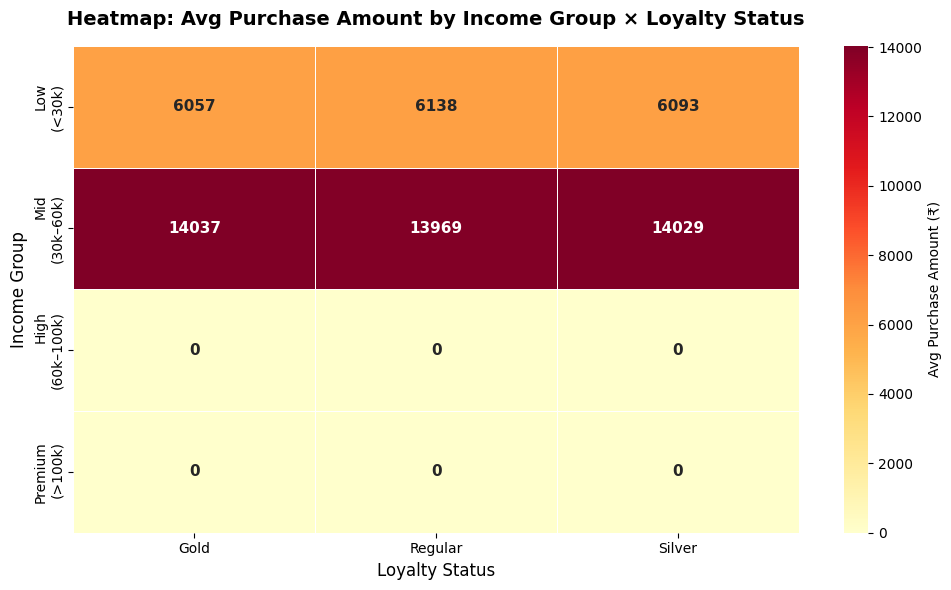 Heatmap: Avg Purchase Amount by Income Group × Loyalty Status
Income Group
Low
(<30k)
6057 6138 6093
Mid
(30k–60k)
14037 13969 14029
High
(60k–100k)
0 0 0
Premium
(>100k)
0 0 0
Gold Regular Silver
Loyalty Status
14000
12000
10000
8000
6000
4000
2000
0
Avg Purchase Amount (₹)